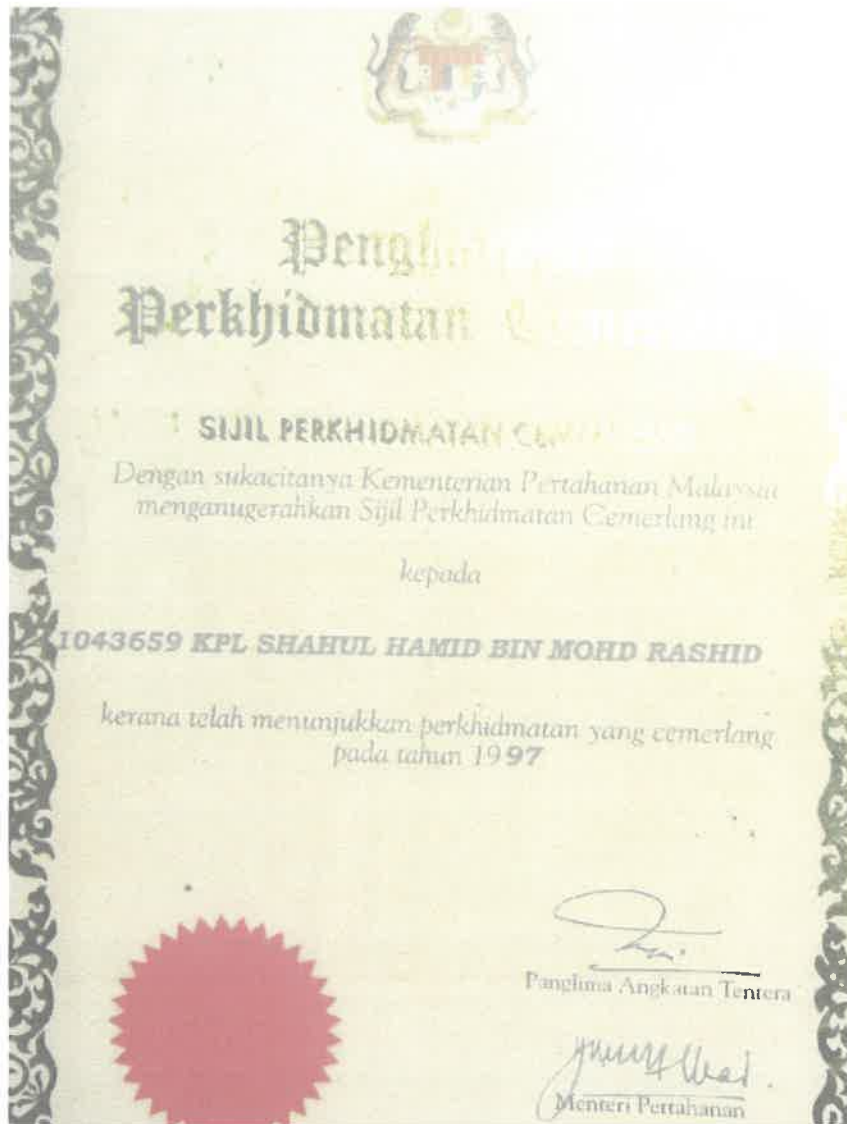 Perkhidmatan
SIJIL PERKHIDMATAN
Dengan sukacitanya Kementerian Pertahanan Malaysia
menganugerahkan Sijil Perkhidmatan Cemerlang ini
kepada
1043659 KPL SHAHUL HAMID BIN MOHD RASHID
kerana telah menunjukkan perkhidmatan yang cemerlang
pada tahun 1997
Panglima Angkatan Tentera
Menteri Pertahanan